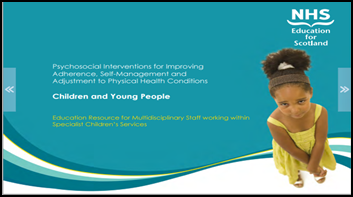 NHS
Education
for
Scotland
Psychosocial Interventions for Improving
Adherence, Self-Management and
Adjustment to Physical Health Conditions
Children and Young People
Education Resource for Multidisciplinary Staff working within
Specialist Children's Services